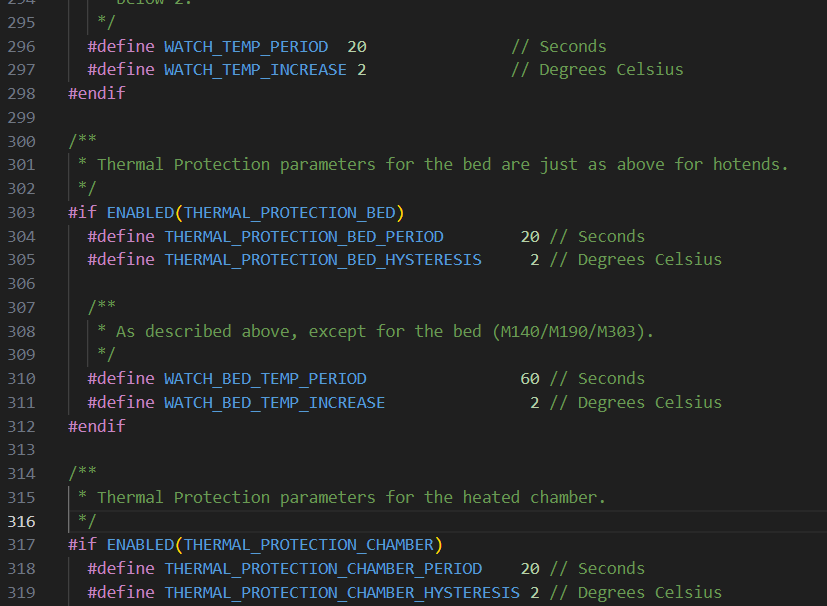 294 below 2.
295 */
296 #define WATCH_TEMP_PERIOD  20               // Seconds
297 #define WATCH_TEMP_INCREASE 2               // Degrees Celsius
298 #endif
299
300 /**
301  * Thermal Protection parameters for the bed are just as above for hotends.
302  */
303 #if ENABLED(THERMAL_PROTECTION_BED)
304   #define THERMAL_PROTECTION_BED_PERIOD        20 // Seconds
305   #define THERMAL_PROTECTION_BED_HYSTERESIS     2 // Degrees Celsius
306
307   /**
308    * As described above, except for the bed (M140/M190/M303).
309    */
310   #define WATCH_BED_TEMP_PERIOD                60 // Seconds
311   #define WATCH_BED_TEMP_INCREASE               2 // Degrees Celsius
312 #endif
313
314 /**
315  * Thermal Protection parameters for the heated chamber.
316  */
317 #if ENABLED(THERMAL_PROTECTION_CHAMBER)
318   #define THERMAL_PROTECTION_CHAMBER_PERIOD    20 // Seconds
319   #define THERMAL_PROTECTION_CHAMBER_HYSTERESIS 2 // Degrees Celsius